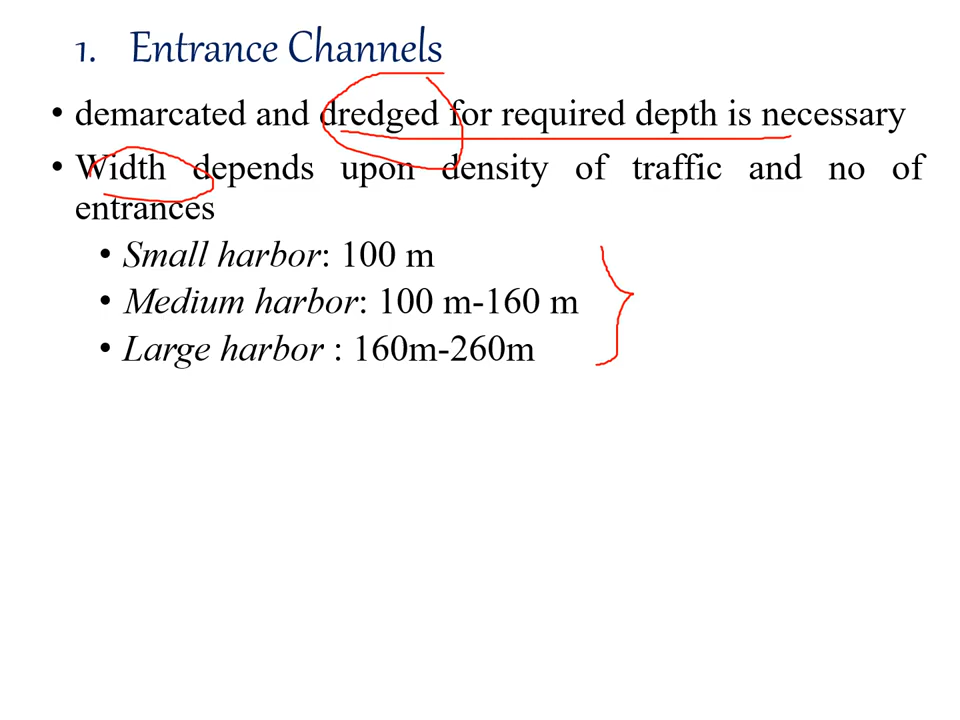 1. Entrance Channels
• demarcated and dredged for required depth is necessary
• Width depends upon density of traffic and no of
entrances
• Small harbor: 100 m
• Medium harbor: 100 m-160 m
• Large harbor : 160m-260m